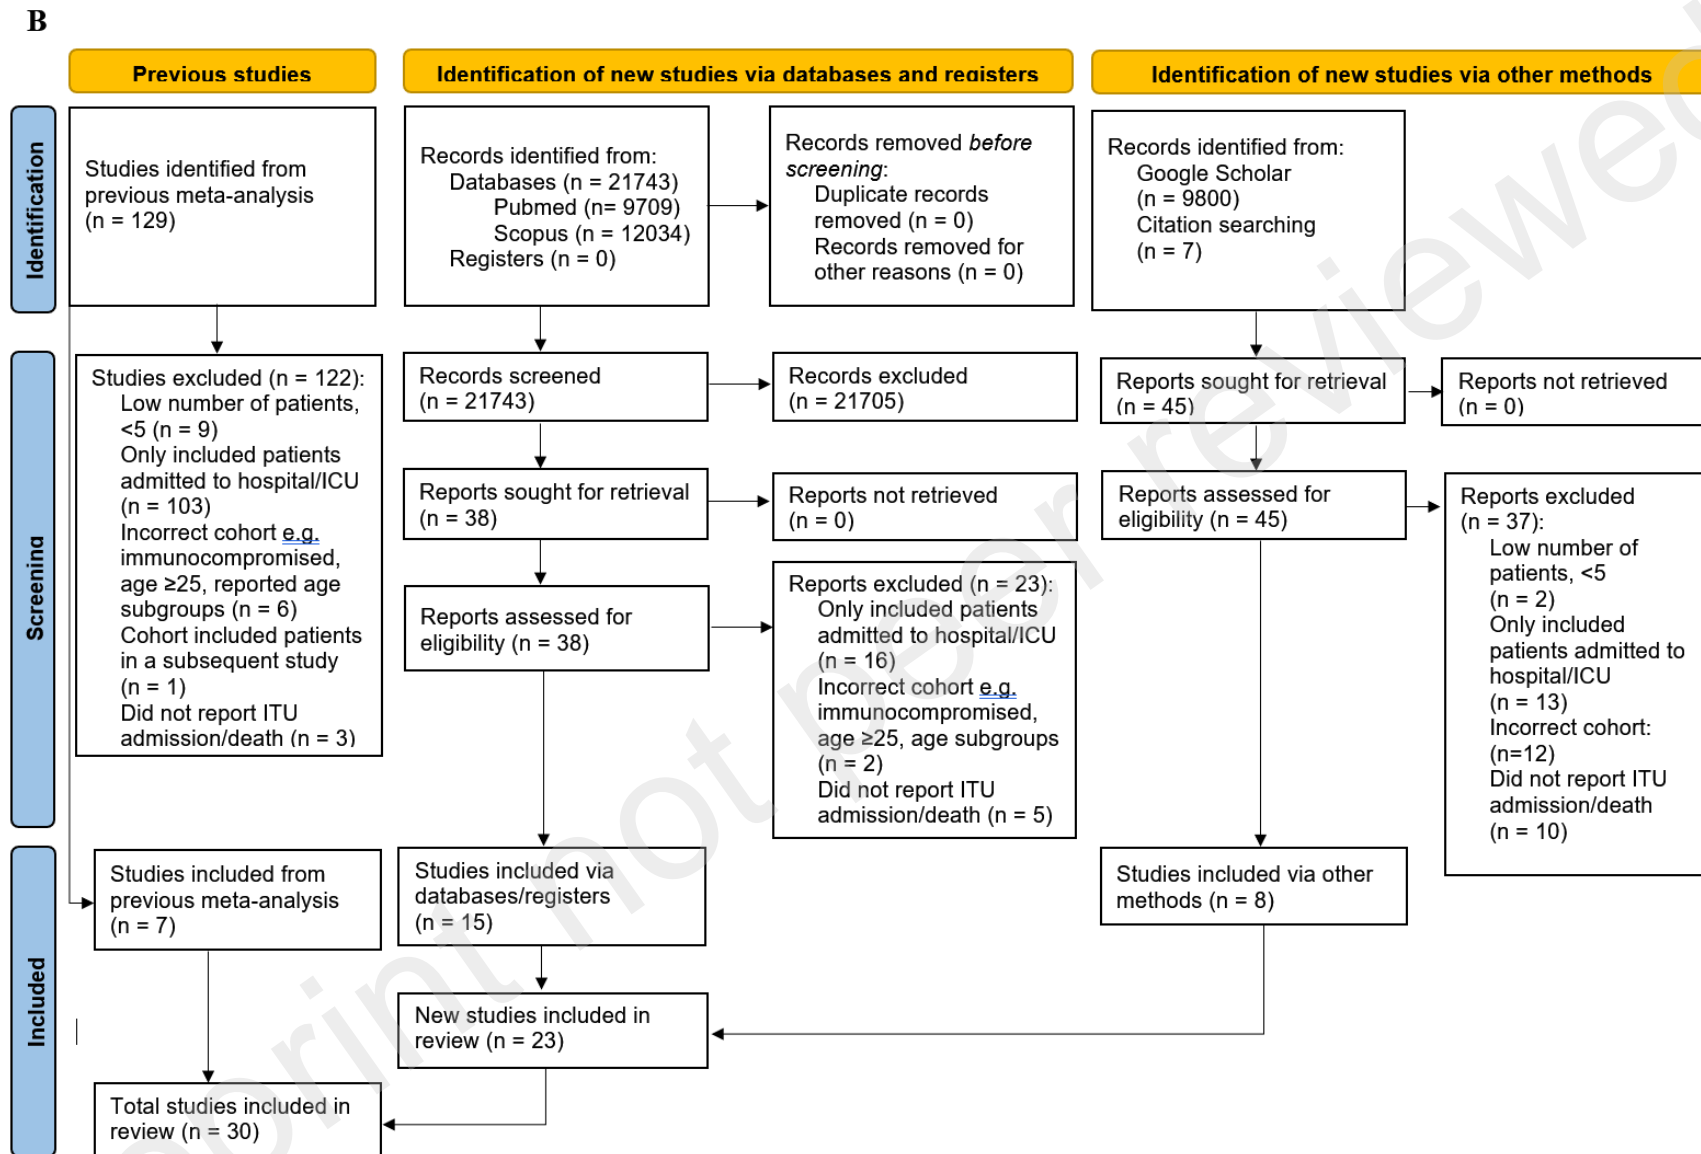 B
Previous studies
Identification of new studies via databases and registers
Identification of new studies via other methods
Identification
Studies identified from
previous meta-analysis
(n = 129)
Records identified from:
Databases (n = 21743)
Pubmed (n= 9709)
Scopus (n = 12034)
Registers (n = 0)
Records removed before
screening:
Duplicate records
removed (n = 0)
Records removed for
other reasons (n = 0)
Records identified from:
Google Scholar
(n = 9800)
Citation searching
(n = 7)
Screening
Studies excluded (n = 122):
Low number of patients,
<5 (n = 9)
Only included patients
admitted to hospital/ICU
(n = 103)
Incorrect cohort e.g.
immunocompromised,
age ≥25, reported age
subgroups (n = 6)
Cohort included patients
in a subsequent study
(n = 1)
Did not report ITU
admission/death (n = 3)
Records screened
(n = 21743)
Records excluded
(n = 21705)
Reports sought for retrieval
(n = 38)
Reports not retrieved
(n = 0)
Reports assessed for
eligibility (n = 38)
Reports excluded (n = 23):
Only included patients
admitted to hospital/ICU
(n = 16)
Incorrect cohort e.g.
immunocompromised,
age ≥25, age subgroups
(n = 2)
Did not report ITU
admission/death (n = 5)
Reports sought for retrieval
(n = 45)
Reports not retrieved
(n = 0)
Reports assessed for
eligibility (n = 45)
Reports excluded
(n = 37):
Low number of
patients, <5
(n = 2)
Only included
patients admitted to
hospital/ICU
(n = 13)
Incorrect cohort:
(n=12)
Did not report ITU
admission/death
(n = 10)
Included
Studies included from
previous meta-analysis
(n = 7)
Studies included via
databases/registers
(n = 15)
Studies included via other
methods (n = 8)
New studies included in
review (n = 23)
Total studies included in
review (n = 30)
print not peer reviewed